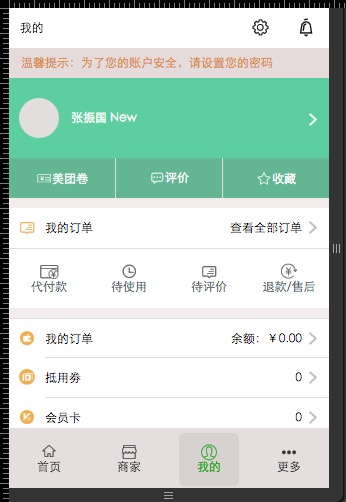 我的
温馨提示：为了您的账户安全，请设置您的密码
张振国 New
美团卷 评价 收藏
我的订单 查看全部订单
代付款 待使用 待评价 退款/售后
我的订单 余额：￥0.00
抵用券 0
会员卡 0
首页 商家 我的 更多